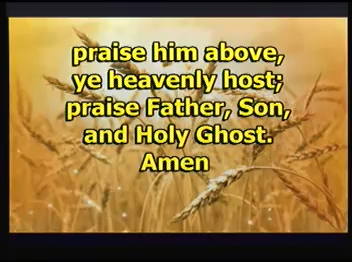 praise him above,
ye heavenly host;
praise Father, Son,
and Holy Ghost.
Amen